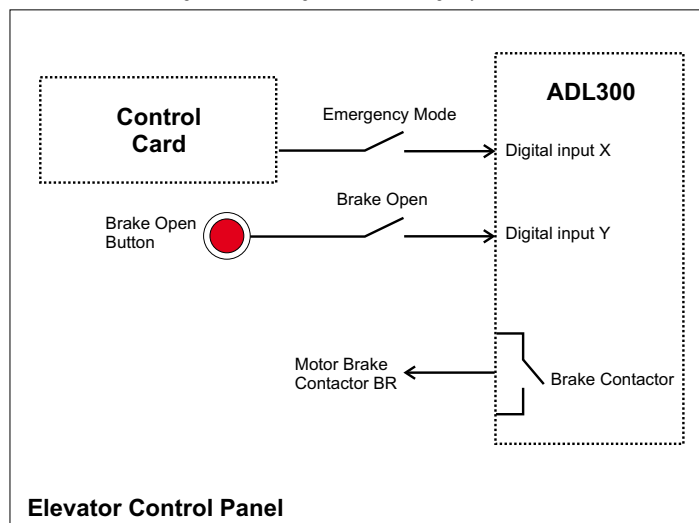 ADL300
Control
Card
Emergency Mode
Digital input X
Brake Open
Brake Open
Button
Digital input Y
Motor Brake
Contactor BR
Brake Contactor
Elevator Control Panel